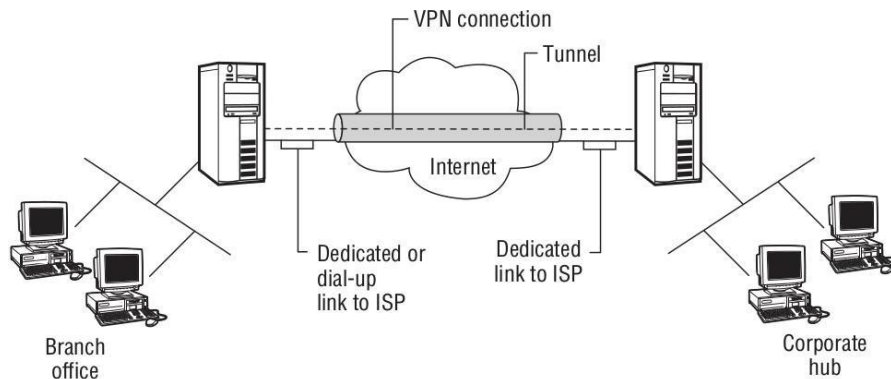 VPN connection
Tunnel
Internet
Dedicated or
dial-up
link to ISP
Dedicated
link to ISP
Branch
office
Corporate
hub